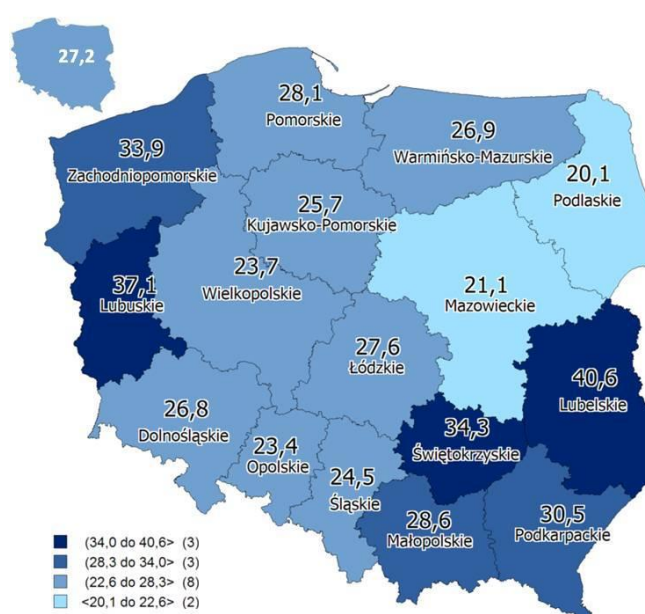 27,2
28,1
Pomorskie
26,9
Warmińsko-Mazurskie
33,9
Zachodniopomorskie
20,1
Podlaskie
25,7
Kujawsko-Pomorskie
23,7
Wielkopolskie
37,1
Lubuskie
21,1
Mazowieckie
27,6
Łódzkie
40,6
Lubelskie
26,8
Dolnośląskie
34,3
Świętokrzyskie
23,4
Opolskie
24,5
Śląskie
28,6
Małopolskie
30,5
Podkarpackie
(34,0 do 40,6> (3)
(28,3 do 34,0> (3)
(22,6 do 28,3> (8)
<20,1 do 22,6> (2)